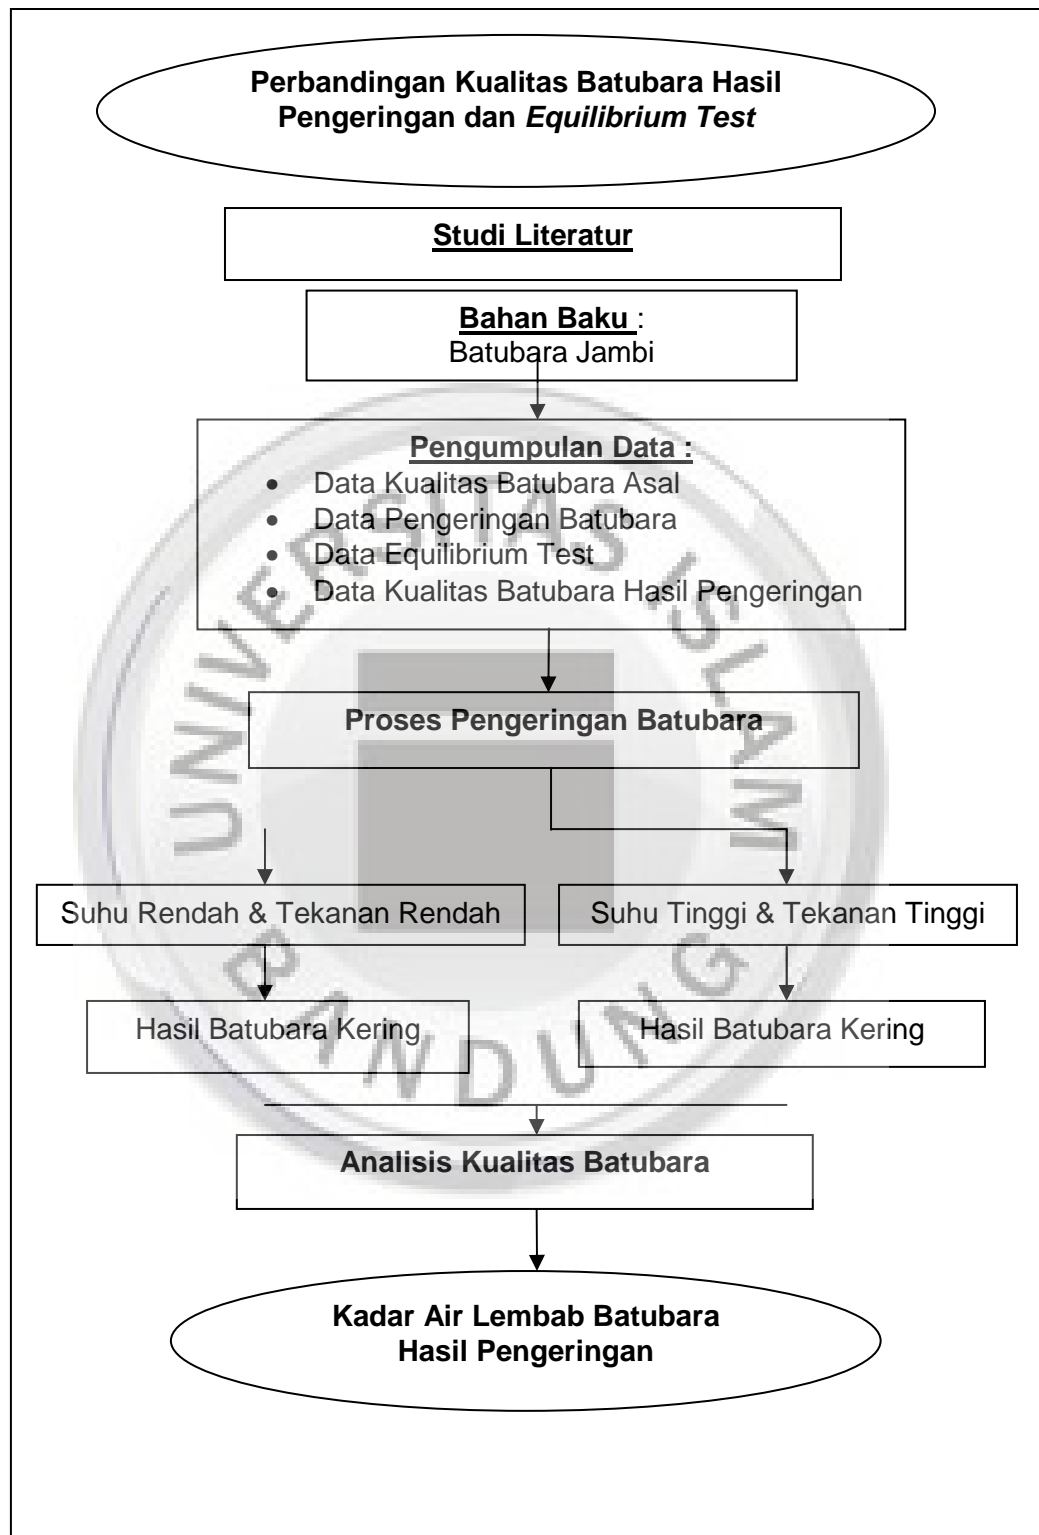 Perbandingan Kualitas Batubara Hasil
Pengeringan dan Equilibrium Test
Studi Literatur
Bahan Baku :
Batubara Jambi
Pengumpulan Data :
• Data Kualitas Batubara Asal
• Data Pengeringan Batubara
• Data Equilibrium Test
• Data Kualitas Batubara Hasil Pengeringan
Proses Pengeringan Batubara
Suhu Rendah & Tekanan Rendah
Suhu Tinggi & Tekanan Tinggi
Hasil Batubara Kering
Hasil Batubara Kering
Analisis Kualitas Batubara
Kadar Air Lembab Batubara
Hasil Pengeringan
UNIVERSITAS ISLAM
BANDUNG